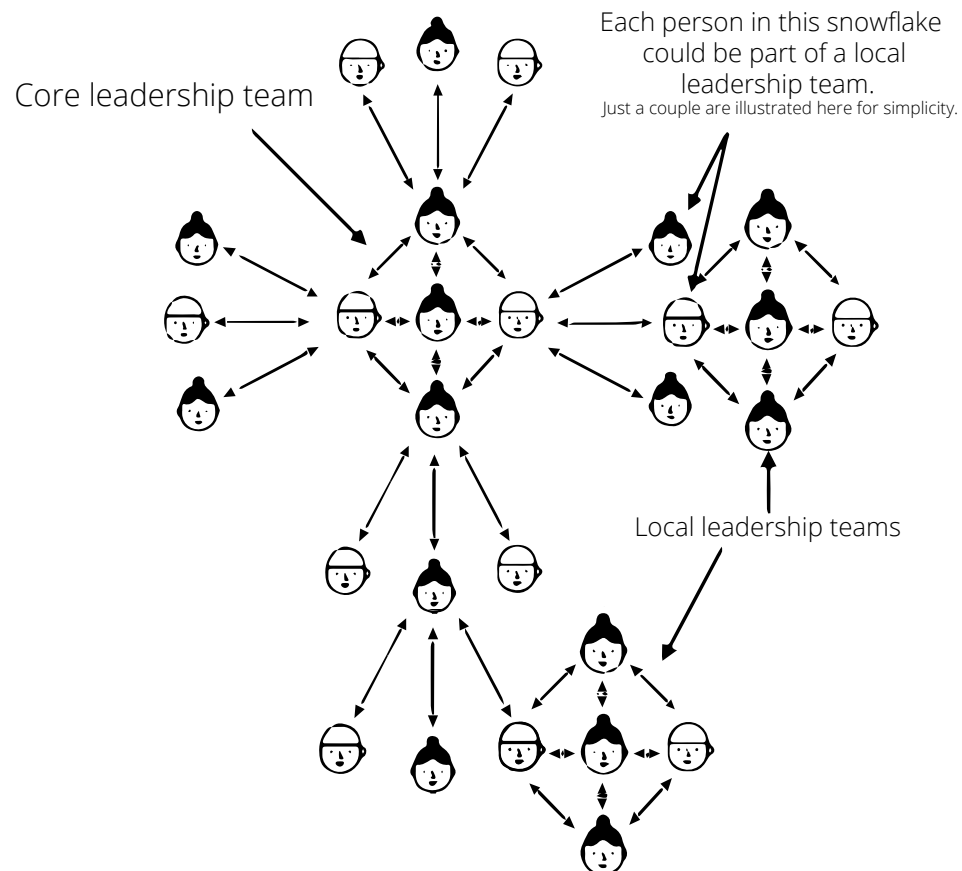 Each person in this snowflake
could be part of a local
leadership team.
Just a couple are illustrated here for simplicity.
Core leadership team
Local leadership teams